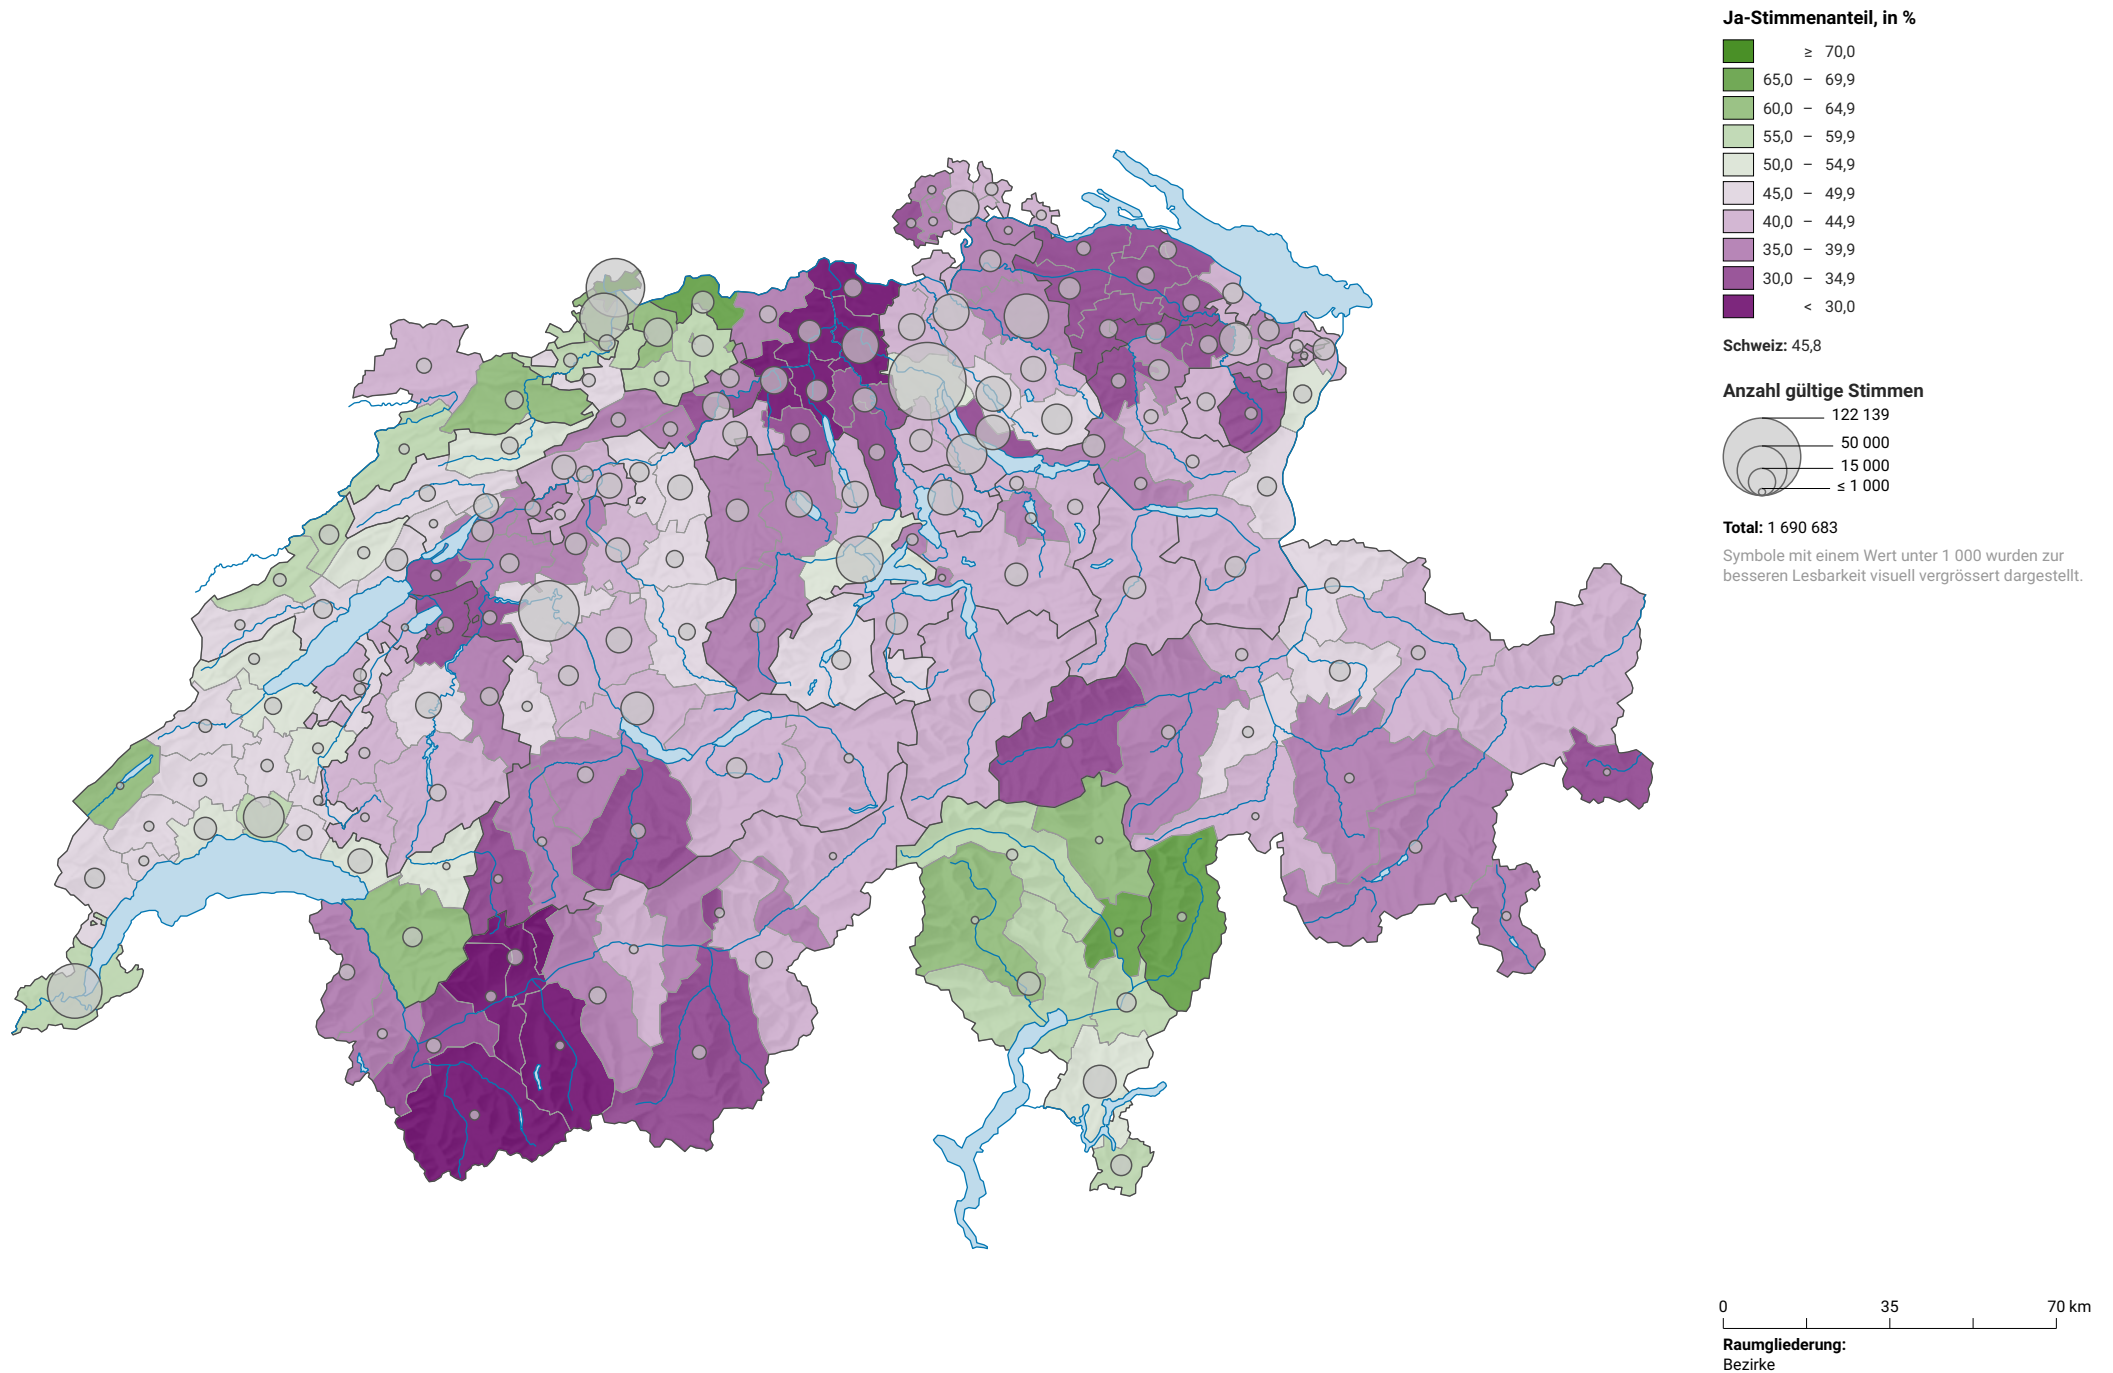 Ja-Stimmenanteil, in %
≥ 70,0
65,0 – 69,9
60,0 – 64,9
55,0 – 59,9
50,0 – 54,9
45,0 – 49,9
40,0 – 44,9
35,0 – 39,9
30,0 – 34,9
< 30,0
Schweiz: 45,8
Anzahl gültige Stimmen
122 139
50 000
15 000
≤ 1 000
Total: 1 690 683
Symbole mit einem Wert unter 1 000 wurden zur
besseren Lesbarkeit visuell vergrössert dargestellt.
0 35 70 km
Raumgliederung:
Bezirke